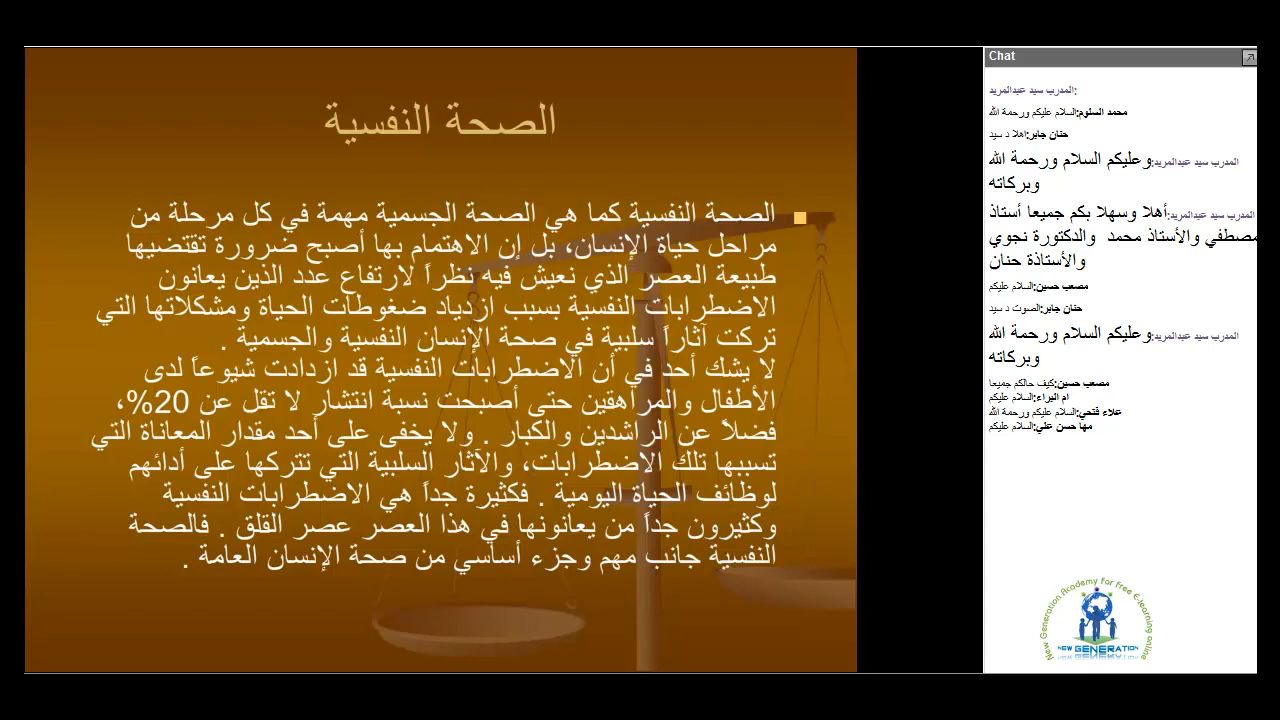 الصحة النفسية
الصحة النفسية كما هي الصحة الجسمية مهمة في كل مرحلة من
مراحل حياة الإنسان، بل إن الاهتمام بها أصبح ضرورة تقتضيها
طبيعة العصر الذي نعيش فيه نظراً لارتفاع عدد الذين يعانون
الاضطرابات النفسية بسبب ازدياد ضغوطات الحياة ومشكلاتها التي
تركت آثاراً سلبية في صحة الإنسان النفسية والجسمية .
لا يشك أحد في أن الاضطرابات النفسية قد ازدادت شيوعاً لدى
الأطفال والمراهقين حتى أصبحت نسبة انتشار لا تقل عن 20%،
فضلاً عن الراشدين والكبار . ولا يخفى على أحد مقدار المعاناة التي
تسببها تلك الاضطرابات، والآثار السلبية التي تتركها على أدائهم
لوظائف الحياة اليومية . فكثيرة جداً هي الاضطرابات النفسية
وكثيرون جداً من يعانونها في هذا العصر عصر القلق . فالصحة
النفسية جانب مهم وجزء أساسي من صحة الإنسان العامة .
Chat
المدرب سيد عبدالمريد:
محمد السلوم:السلام عليكم ورحمة الله
حنان جابر:اهلا د سيد
المدرب سيد عبدالمريد:وعليكم السلام ورحمة الله
وبركاته
المدرب سيد عبدالمريد:أهلا وسهلا بكم جميعا أستاذ
مصطفي والأستاذ محمد والدكتورة نجوي
والأستاذة حنان
مصعب حسين:السلام عليكم
حنان جابر:الصوت د سيد
المدرب سيد عبدالمريد:وعليكم السلام ورحمة الله
وبركاته
مصعب حسين:كيف حالكم جميعا
ام البراء:السلام عليكم
علاء فتحي:السلام عليكم ورحمة الله
مها حسن علي:السلام عليكم
New Generation Academy For Free E-learning online
NEW GENERATION